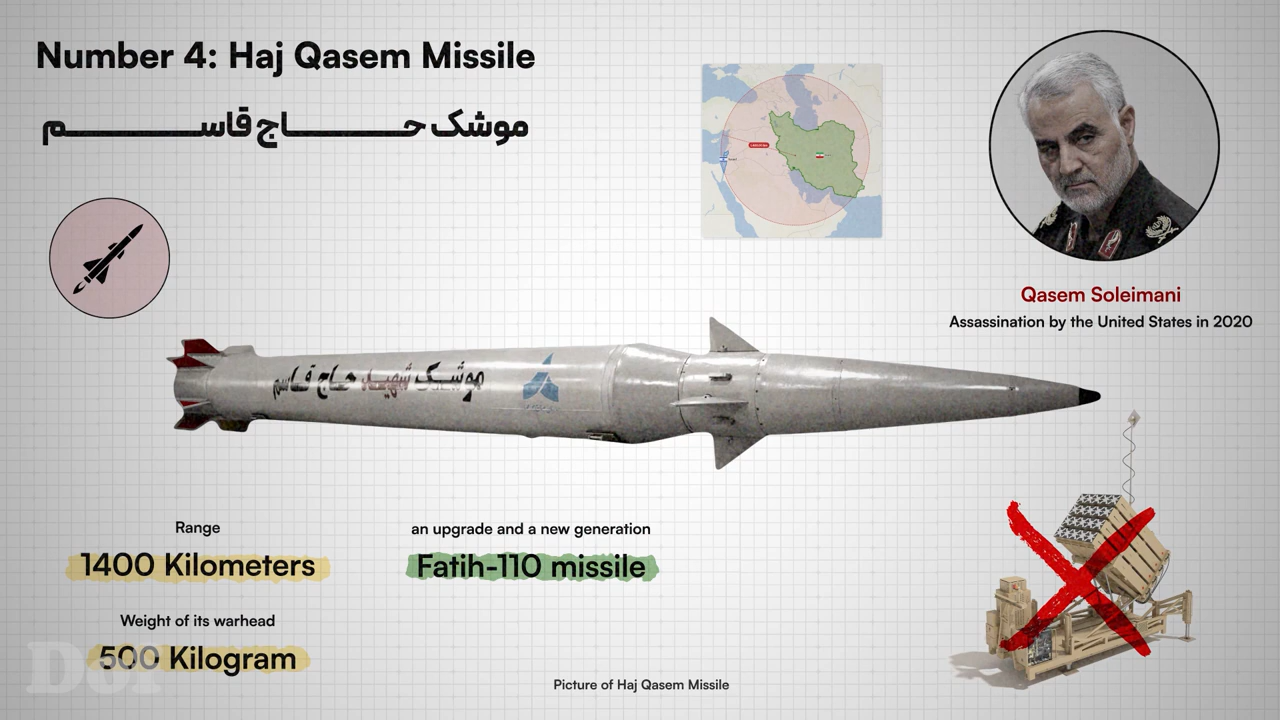 Number 4: Haj Qasem Missile
موشک حـــاج قاســـم
Qasem Soleimani
Assassination by the United States in 2020
موشک شهید حاج قاسم
Range
1400 Kilometers
an upgrade and a new generation
Fatih-110 missile
Weight of its warhead
500 Kilogram
Picture of Haj Qasem Missile